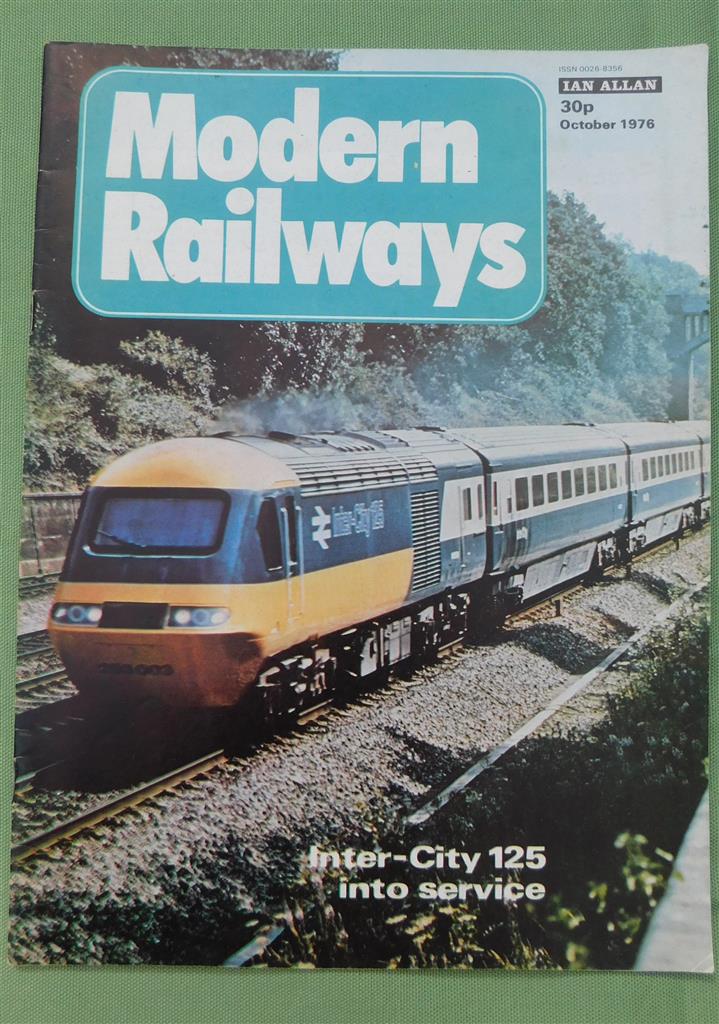 ISSN 0026-8356
IAN ALLAN
30p
October 1976
Modern
Railways
Inter-City 125
Inter-City 125
into service